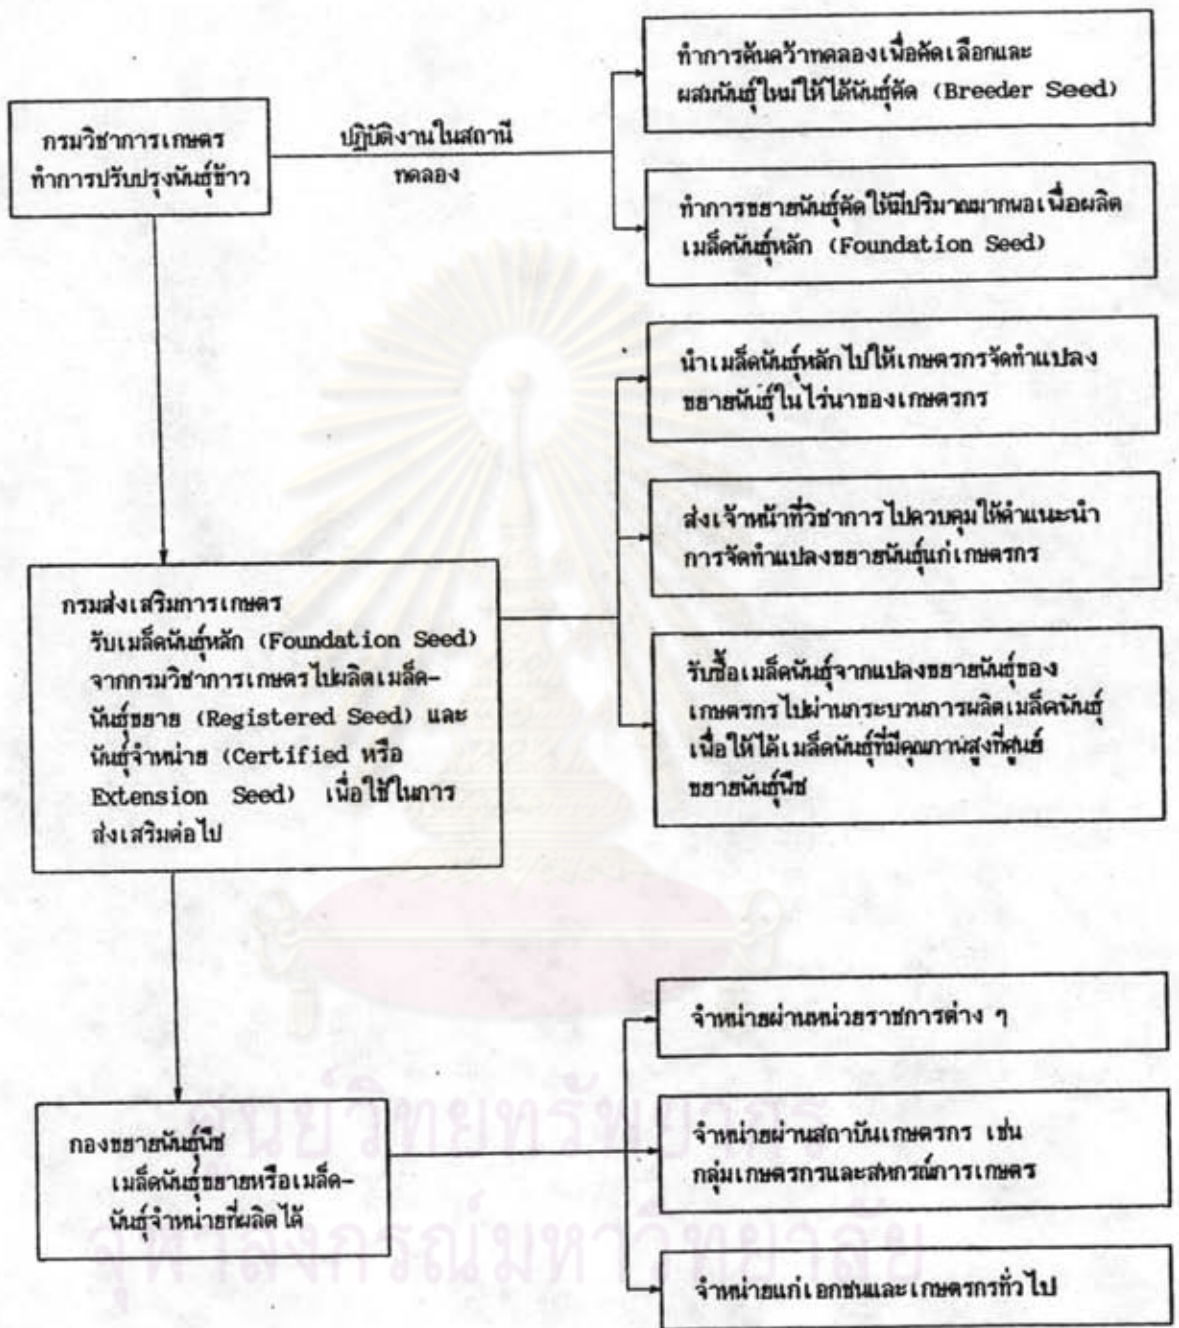 กรมวิชาการเกษตร
ทำการปรับปรุงพันธุ์ข้าว
ปฏิบัติงานในสถานี
ทดลอง
ทำการค้นคว้าทดลองเพื่อคัดเลือกและ
ผสมพันธุ์ใหม่ให้ได้พันธุ์คัด (Breeder Seed)
ทำการขยายพันธุ์คัดให้มีปริมาณมากพอเพื่อผลิต
เมล็ดพันธุ์หลัก (Foundation Seed)
กรมส่งเสริมการเกษตร
รับเมล็ดพันธุ์หลัก (Foundation Seed)
จากกรมวิชาการเกษตรไปผลิตเมล็ด-
พันธุ์ขยาย (Registered Seed) และ
พันธุ์จำหน่าย (Certified หรือ
Extension Seed) เพื่อใช้ในการ
ส่งเสริมต่อไป
นำเมล็ดพันธุ์หลักไปให้เกษตรกรจัดทำแปลง
ขยายพันธุ์ในไร่นาของเกษตรกร
ส่งเจ้าหน้าที่วิชาการไปควบคุมให้คำแนะนำ
การจัดทำแปลงขยายพันธุ์แก่เกษตรกร
รับซื้อเมล็ดพันธุ์จากแปลงขยายพันธุ์ของ
เกษตรกรไปผ่านกระบวนการผลิตเมล็ดพันธุ์
เพื่อให้ได้เมล็ดพันธุ์ที่มีคุณภาพสูงที่ศูนย์
ขยายพันธุ์พืช
กองขยายพันธุ์พืช
เมล็ดพันธุ์ขยายหรือเมล็ด-
พันธุ์จำหน่ายที่ผลิตได้
จำหน่ายผ่านหน่วยราชการต่าง ๆ
จำหน่ายผ่านสถาบันเกษตรกร เช่น
กลุ่มเกษตรกรและสหกรณ์การเกษตร
จำหน่ายแก่เอกชนและเกษตรกรทั่วไป
ศูนย์วิทยทรัพยากร
จุฬาลงกรณ์มหาวิทยาลัย